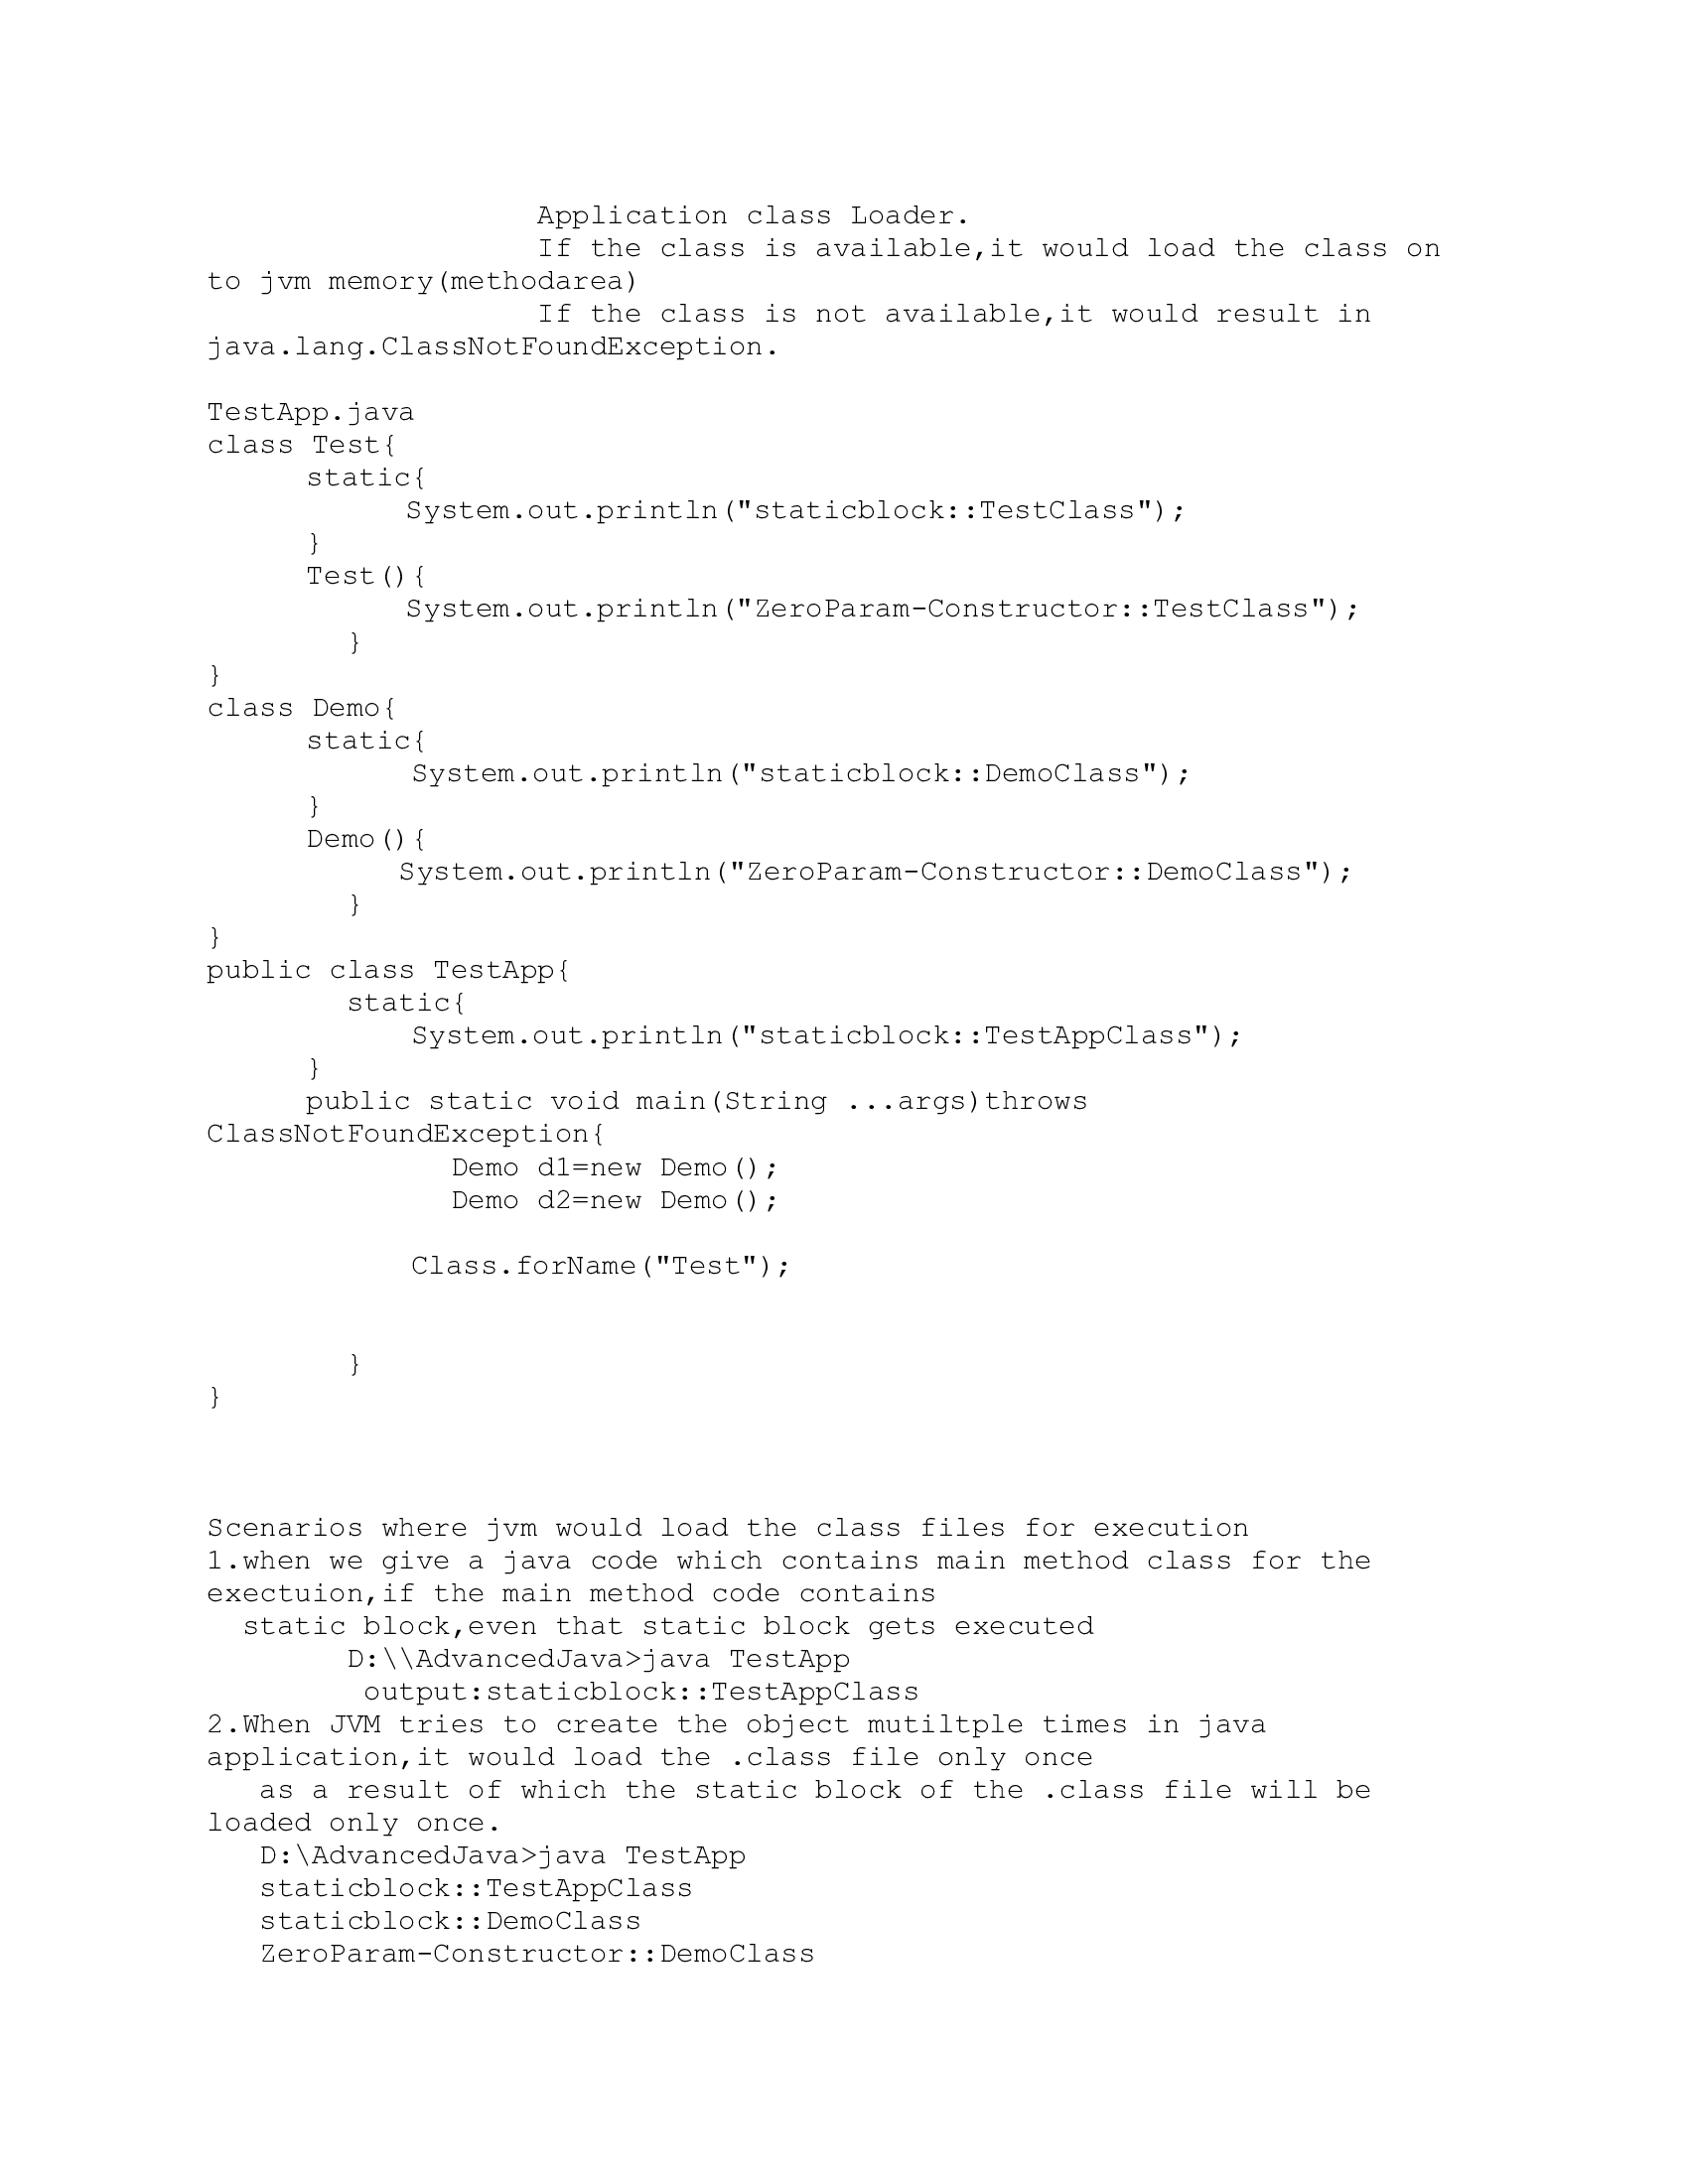 Application class Loader.
If the class is available,it would load the class on
to jvm memory(methodarea)
If the class is not available,it would result in
java.lang.ClassNotFoundException.
TestApp.java
class Test{
static{
System.out.println("staticblock::TestClass");
}
Test(){
System.out.println("ZeroParam-Constructor::TestClass");
}
}
class Demo{
static{
System.out.println("staticblock::DemoClass");
}
Demo(){
System.out.println("ZeroParam-Constructor::DemoClass");
}
}
public class TestApp{
static{
System.out.println("staticblock::TestAppClass");
}
public static void main(String ...args)throws
ClassNotFoundException{
Demo d1=new Demo();
Demo d2=new Demo();
Class.forName("Test");
}
}
Scenarios where jvm would load the class files for execution
1.when we give a java code which contains main method class for the
exectuion,if the main method code contains
static block,even that static block gets executed
D:\\AdvancedJava>java TestApp
output:staticblock::TestAppClass
2.When JVM tries to create the object mutiltple times in java
application,it would load the .class file only once
as a result of which the static block of the .class file will be
loaded only once.
D:\AdvancedJava>java TestApp
staticblock::TestAppClass
staticblock::DemoClass
ZeroParam-Constructor::DemoClass